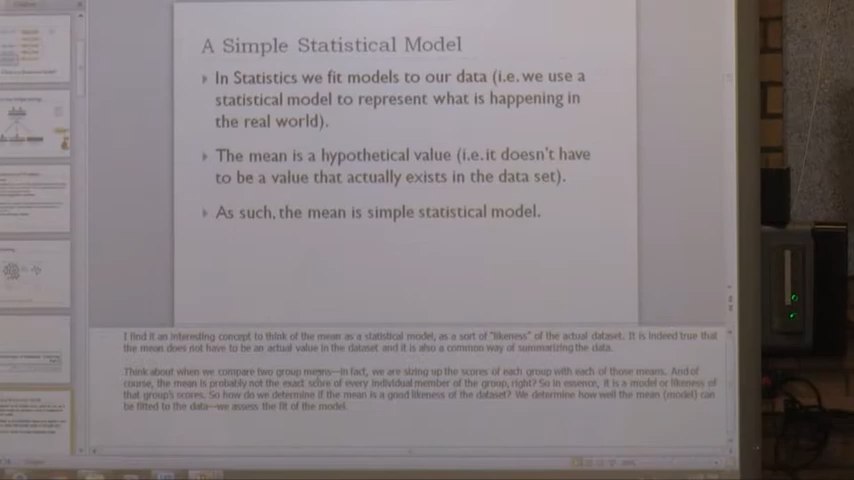 A Simple Statistical Model
In Statistics we fit models to our data (i.e. we use a
statistical model to represent what is happening in
the real world).
The mean is a hypothetical value (i.e. it doesn't have
to be a value that actually exists in the data set).
As such, the mean is simple statistical model.
I find it an interesting concept to think of the mean as a statistical model, as a sort of "likeness" of the actual dataset. It is indeed true that
the mean does not have to be an actual value in the dataset and it is also a common way of summarizing the data.
Think about when we compare two group means—in fact, we are sizing up the scores of each group with each of those means. And of
course, the mean is probably not the exact score of every individual member of the group, right? So in essence, it is a model or likeness of
that group's scores. So how do we determine if the mean is a good likeness of the dataset? We determine how well the mean (model) can
be fitted to the data—we assess the fit of the model.